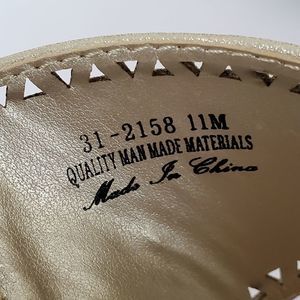 31-2158 11M
QUALITY MAN MADE MATERIALS
Made In China